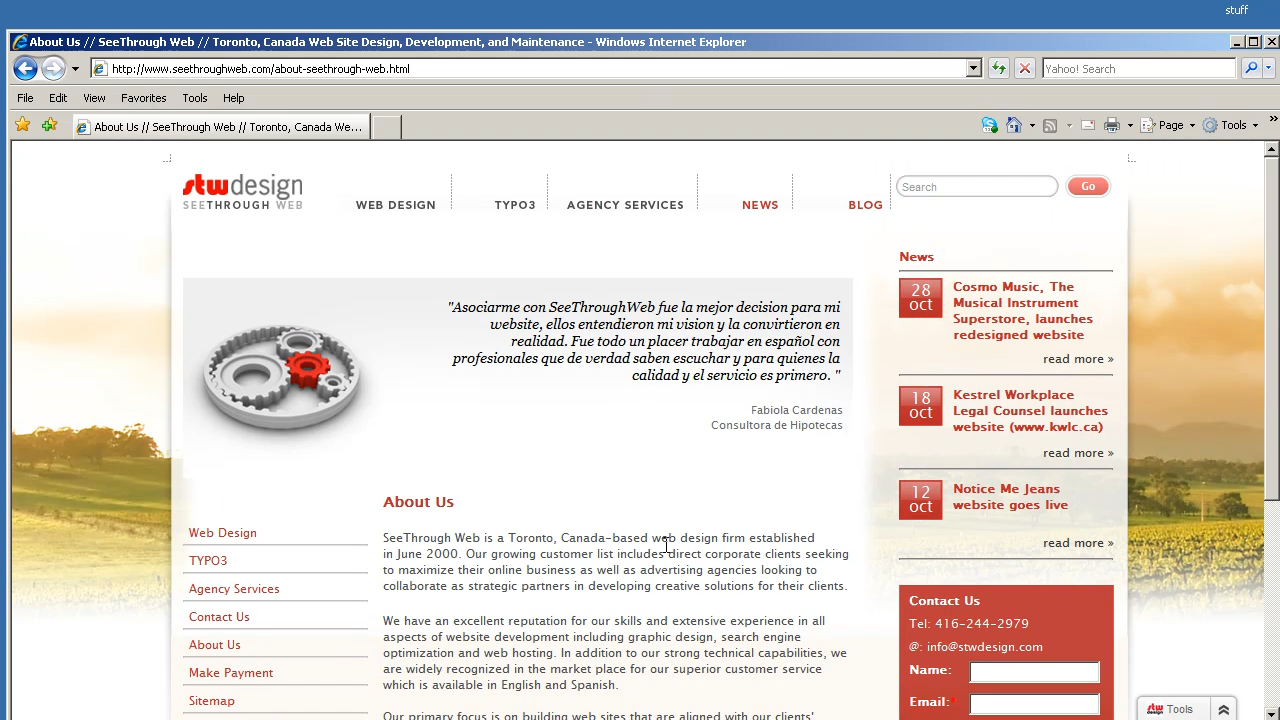 stuff
About Us // SeeThrough Web // Toronto, Canada Web Site Design, Development, and Maintenance - Windows Internet Explorer
http://www.seethroughweb.com/about-seethrough-web.html
Yahoo! Search
File Edit View Favorites Tools Help
About Us // SeeThrough Web // Toronto, Canada We...
Page Tools
stwdesign
SEETHROUGH WEB
WEB DESIGN TYPO3 AGENCY SERVICES NEWS BLOG
Search Go
"Asociarme con SeeThroughWeb fue la mejor decision para mi
website, ellos entendieron mi vision y la convirtieron en
realidad. Fue todo un placer trabajar en español con
profesionales que de verdad saben escuchar y para quienes la
calidad y el servicio es primero. "
Fabiola Cardenas
Consultora de Hipotecas
Web Design
TYPO3
Agency Services
Contact Us
About Us
Make Payment
Sitemap
About Us
SeeThrough Web is a Toronto, Canada-based web design firm established
in June 2000. Our growing customer list includes direct corporate clients seeking
to maximize their online business as well as advertising agencies looking to
collaborate as strategic partners in developing creative solutions for their clients.
We have an excellent reputation for our skills and extensive experience in all
aspects of website development including graphic design, search engine
optimization and web hosting. In addition to our strong technical capabilities, we
are widely recognized in the market place for our superior customer service
which is available in English and Spanish.
Our primary focus is on building web sites that are aligned with our clients'
News
28
oct
Cosmo Music, The
Musical Instrument
Superstore, launches
redesigned website
read more »
18
oct
Kestrel Workplace
Legal Counsel launches
website (www.kwlc.ca)
read more »
12
oct
Notice Me Jeans
website goes live
read more »
Contact Us
Tel: 416-244-2979
@: info@stwdesign.com
Name:
Email:*
stw Tools